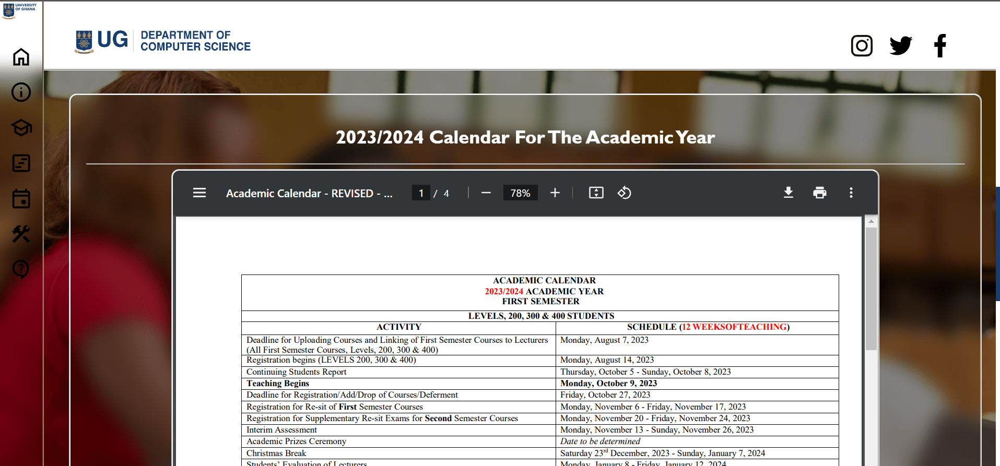 UNIVERSITY
OF GHANA
UG
DEPARTMENT OF
COMPUTER SCIENCE
2023/2024 Calendar For The Academic Year
Academic Calendar - REVISED - ...
1 / 4
78%
ACADEMIC CALENDAR
2023/2024 ACADEMIC YEAR
FIRST SEMESTER
LEVELS, 200, 300 & 400 STUDENTS
ACTIVITY SCHEDULE (12 WEEKSOFTEACHING)
Deadline for Uploading Courses and Linking of First Semester Courses to Lecturers Monday, August 7, 2023
(All First Semester Courses, Levels, 200, 300 & 400)
Registration begins (LEVELS 200, 300 & 400) Monday, August 14, 2023
Continuing Students Report Thursday, October 5 - Sunday, October 8, 2023
Teaching Begins Monday, October 9, 2023
Deadline for Registration/Add/Drop of Courses/Deferment Friday, October 27, 2023
Registration for Re-sit of First Semester Courses Monday, November 6 - Friday, November 17, 2023
Registration for Supplementary Re-sit Exams for Second Semester Courses Monday, November 20 - Friday, November 24, 2023
Interim Assessment Monday, November 13 - Sunday, November 26, 2023
Academic Prizes Ceremony Date to be determined
Christmas Break Saturday 23rd December, 2023 - Sunday, January 7, 2024
Students' Evaluation of Lecturers Monday, January 8 - Friday, January 12, 2024